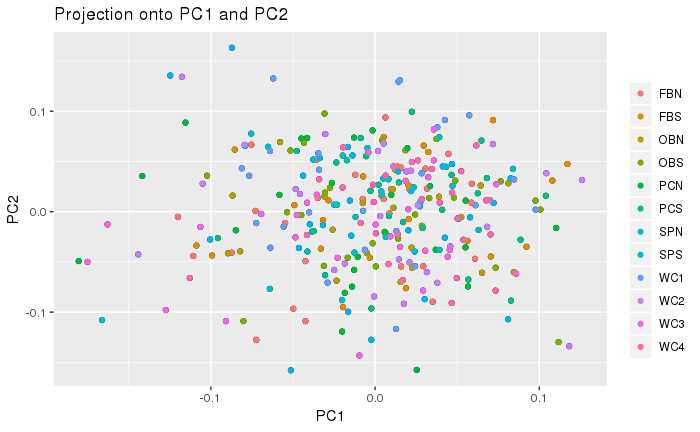 Projection onto PC1 and PC2
PC2
0.1
0.0
-0.1
-0.1
0.0
0.1
PC1
FBN
FBS
OBN
OBS
PCN
PCS
SPN
SPS
WC1
WC2
WC3
WC4